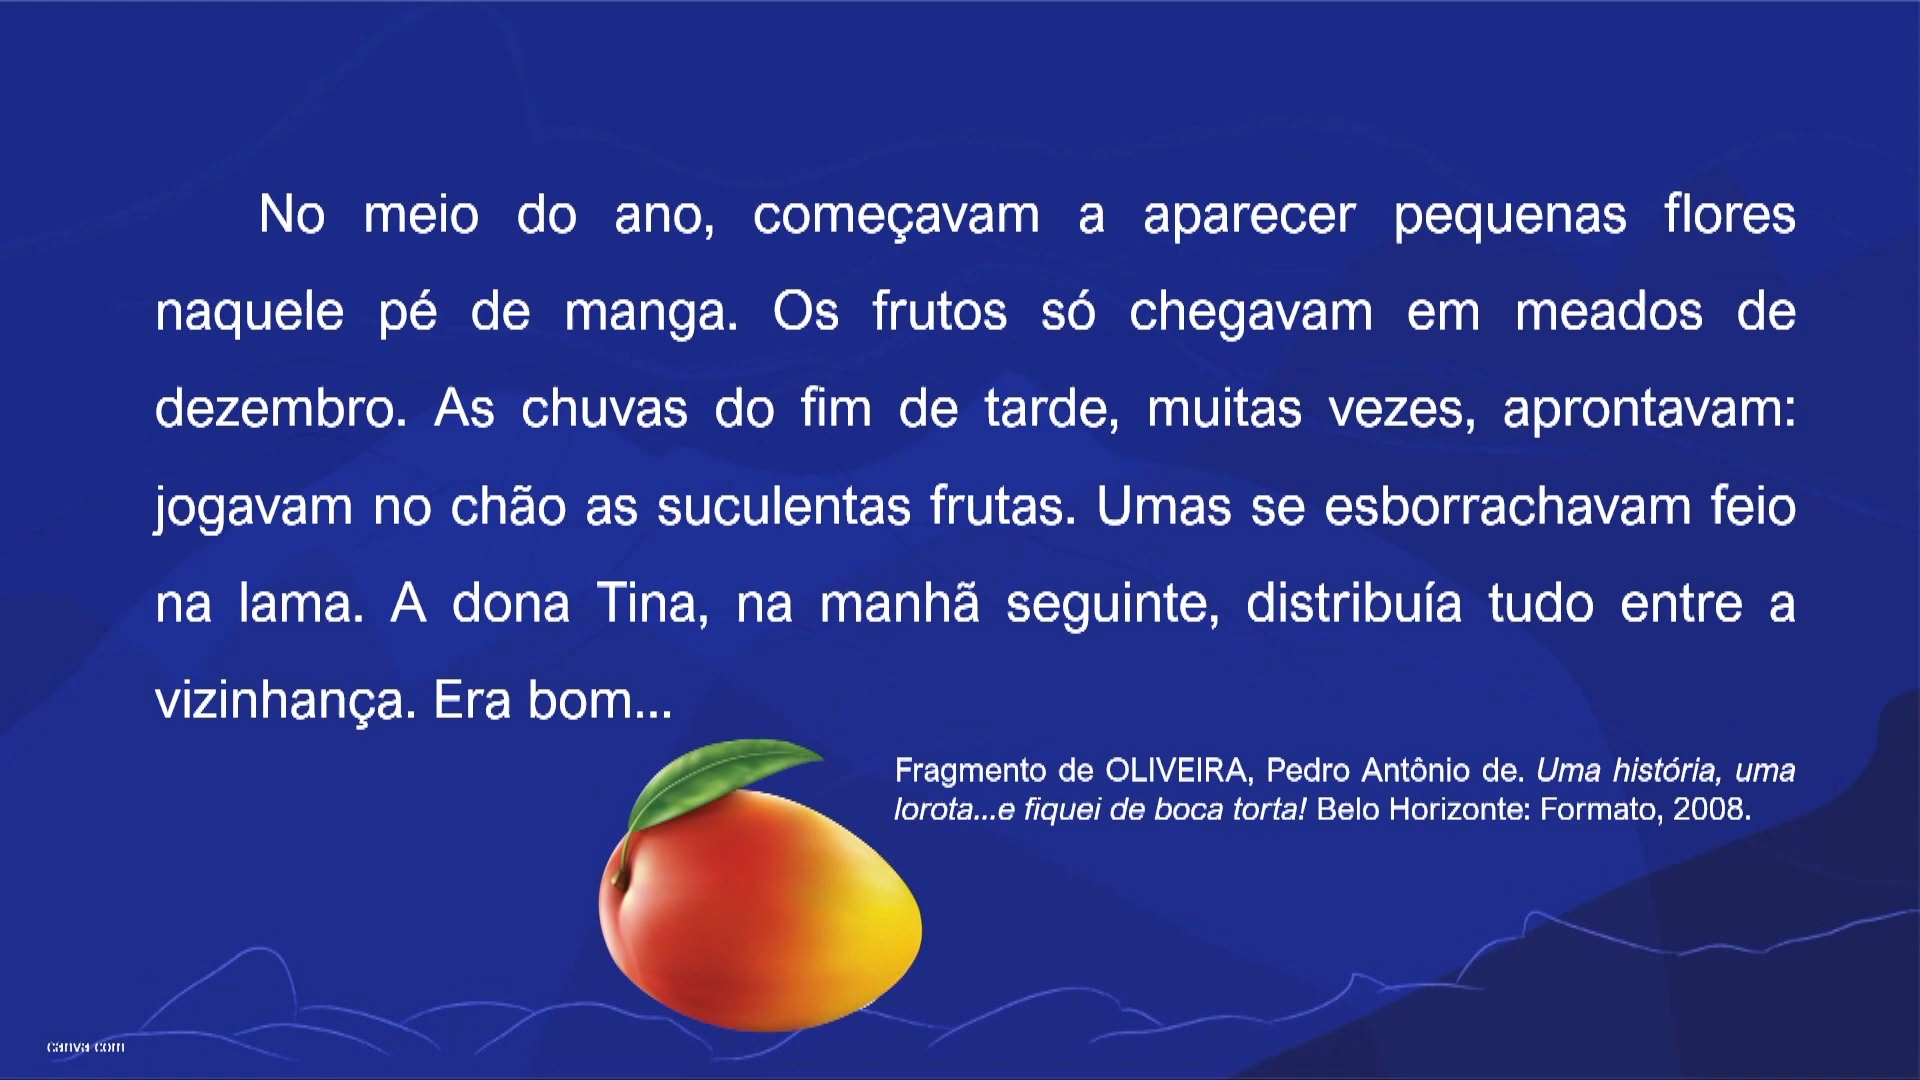 No meio do ano, começavam a aparecer pequenas flores
naquele pé de manga. Os frutos só chegavam em meados de
dezembro. As chuvas do fim de tarde, muitas vezes, aprontavam:
jogavam no chão as suculentas frutas. Umas se esborrachavam feio
na lama. A dona Tina, na manhã seguinte, distribuía tudo entre a
vizinhança. Era bom...
Fragmento de OLIVEIRA, Pedro Antônio de. Uma história, uma
lorota...e fiquei de boca torta! Belo Horizonte: Formato, 2008.
canva.com